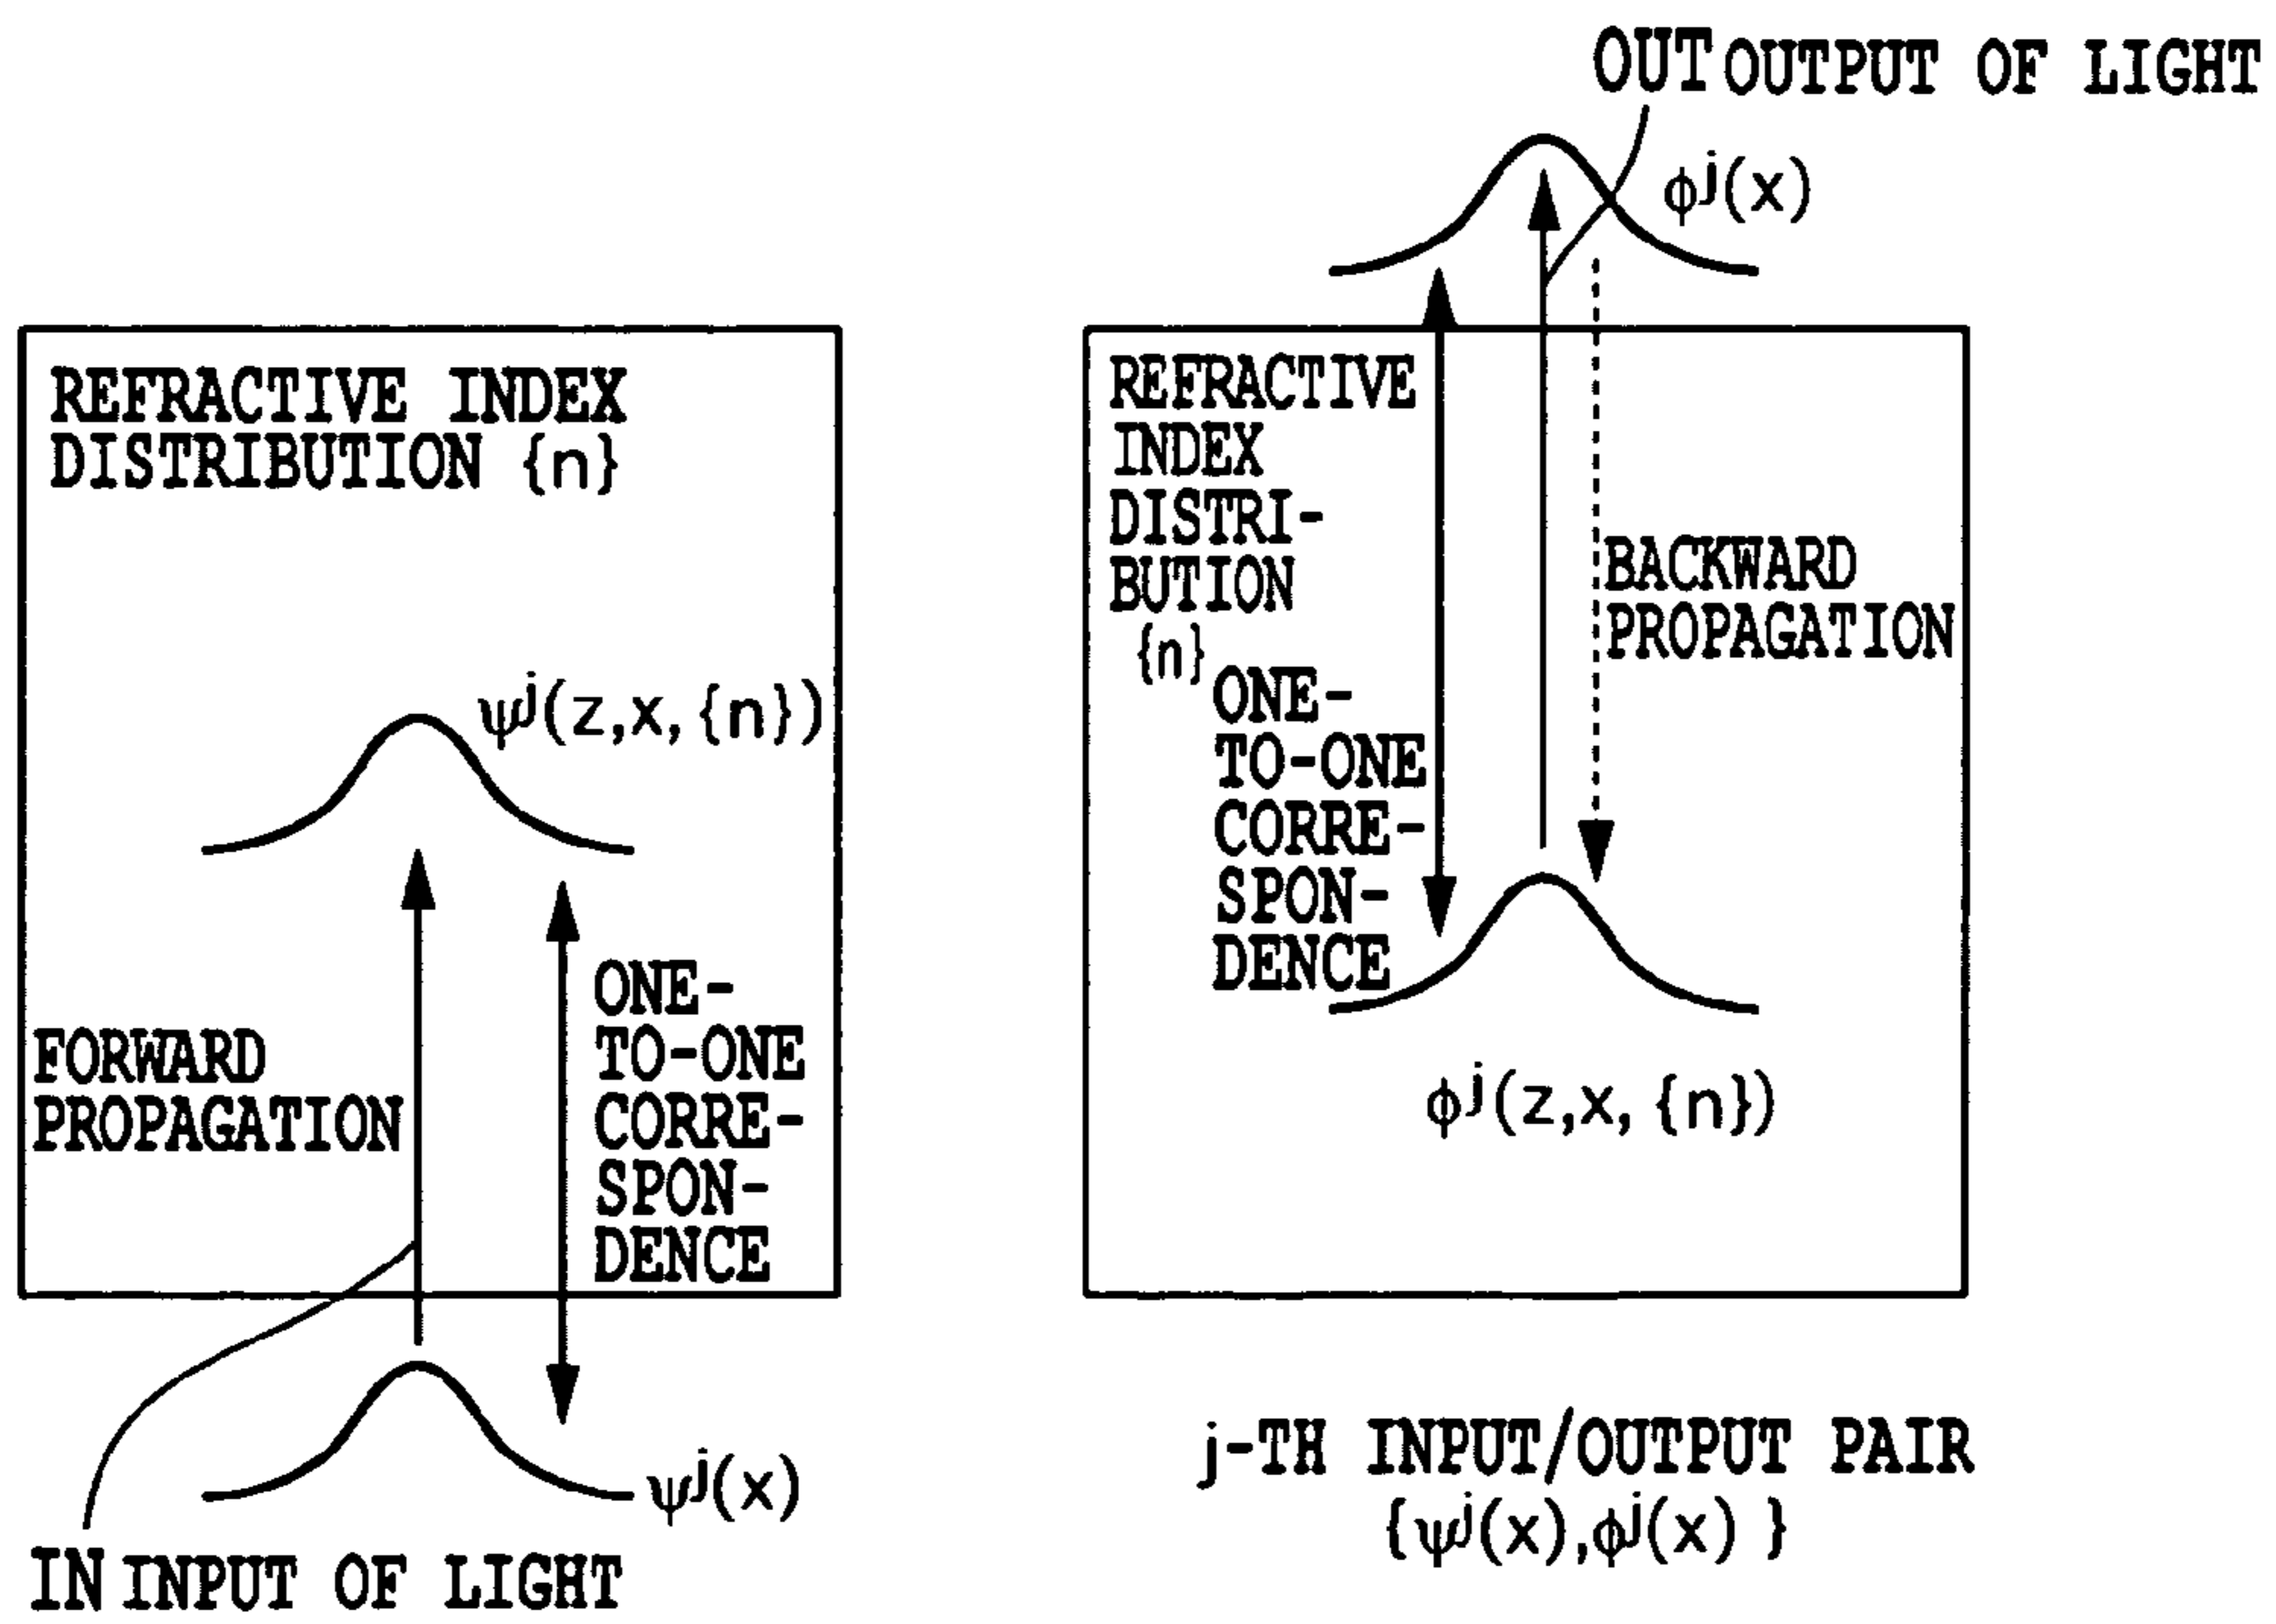 OUT OUTPUT OF LIGHT
φj(x)
REFRACTIVE INDEX
DISTRIBUTION {n}
ψj(z,x,{n})
FORWARD
PROPAGATION
ONE-
TO-ONE
CORRE-
SPON-
DENCE
ψj(x)
IN INPUT OF LIGHT
REFRACTIVE
INDEX
DISTRI-
BUTION
{n}
ONE-
TO-ONE
CORRE-
SPON-
DENCE
BACKWARD
PROPAGATION
φj(z,x,{n})
j-TH INPUT/OUTPUT PAIR
{ψj(x),φj(x) }